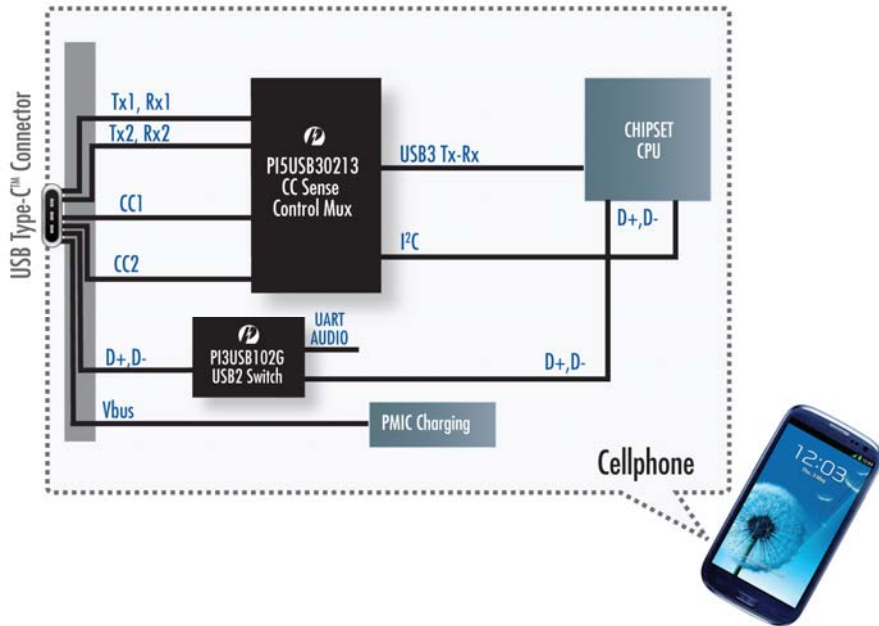 USB Type-C™ Connector
Tx1, Rx1
Tx2, Rx2
CC1
CC2
D+,D-
Vbus
PI5USB30213
CC Sense
Control Mux
USB3 Tx-Rx
I²C
CHIPSET
CPU
D+,D-
PI3USB102G
USB2 Switch
UART
AUDIO
D+,D-
PMIC Charging
Cellphone
12:03